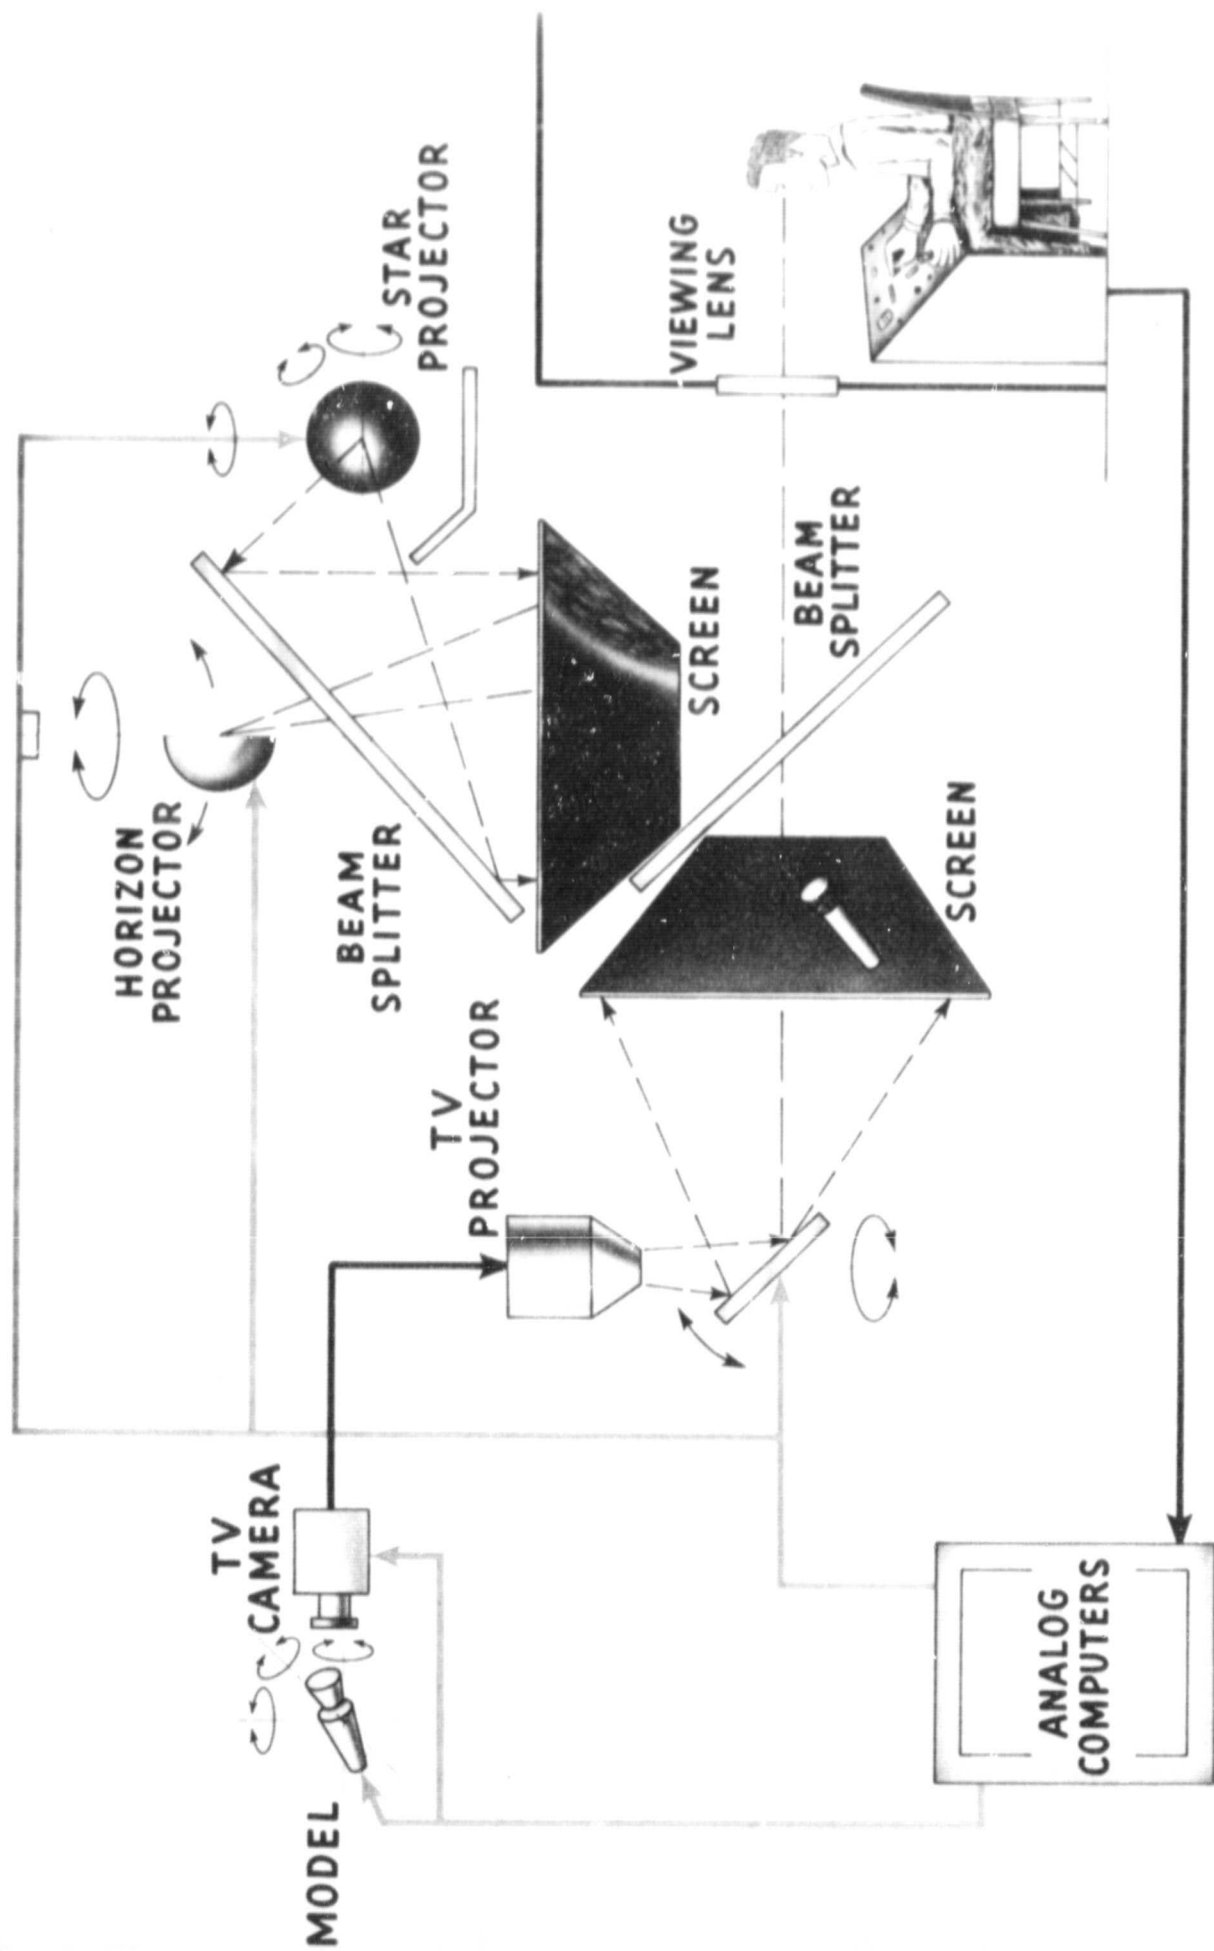 STAR
PROJECTOR
HORIZON
PROJECTOR
VIEWING
LENS
BEAM
SPLITTER
SCREEN
BEAM
SPLITTER
TV
PROJECTOR
SCREEN
TV
CAMERA
MODEL
ANALOG
COMPUTERS